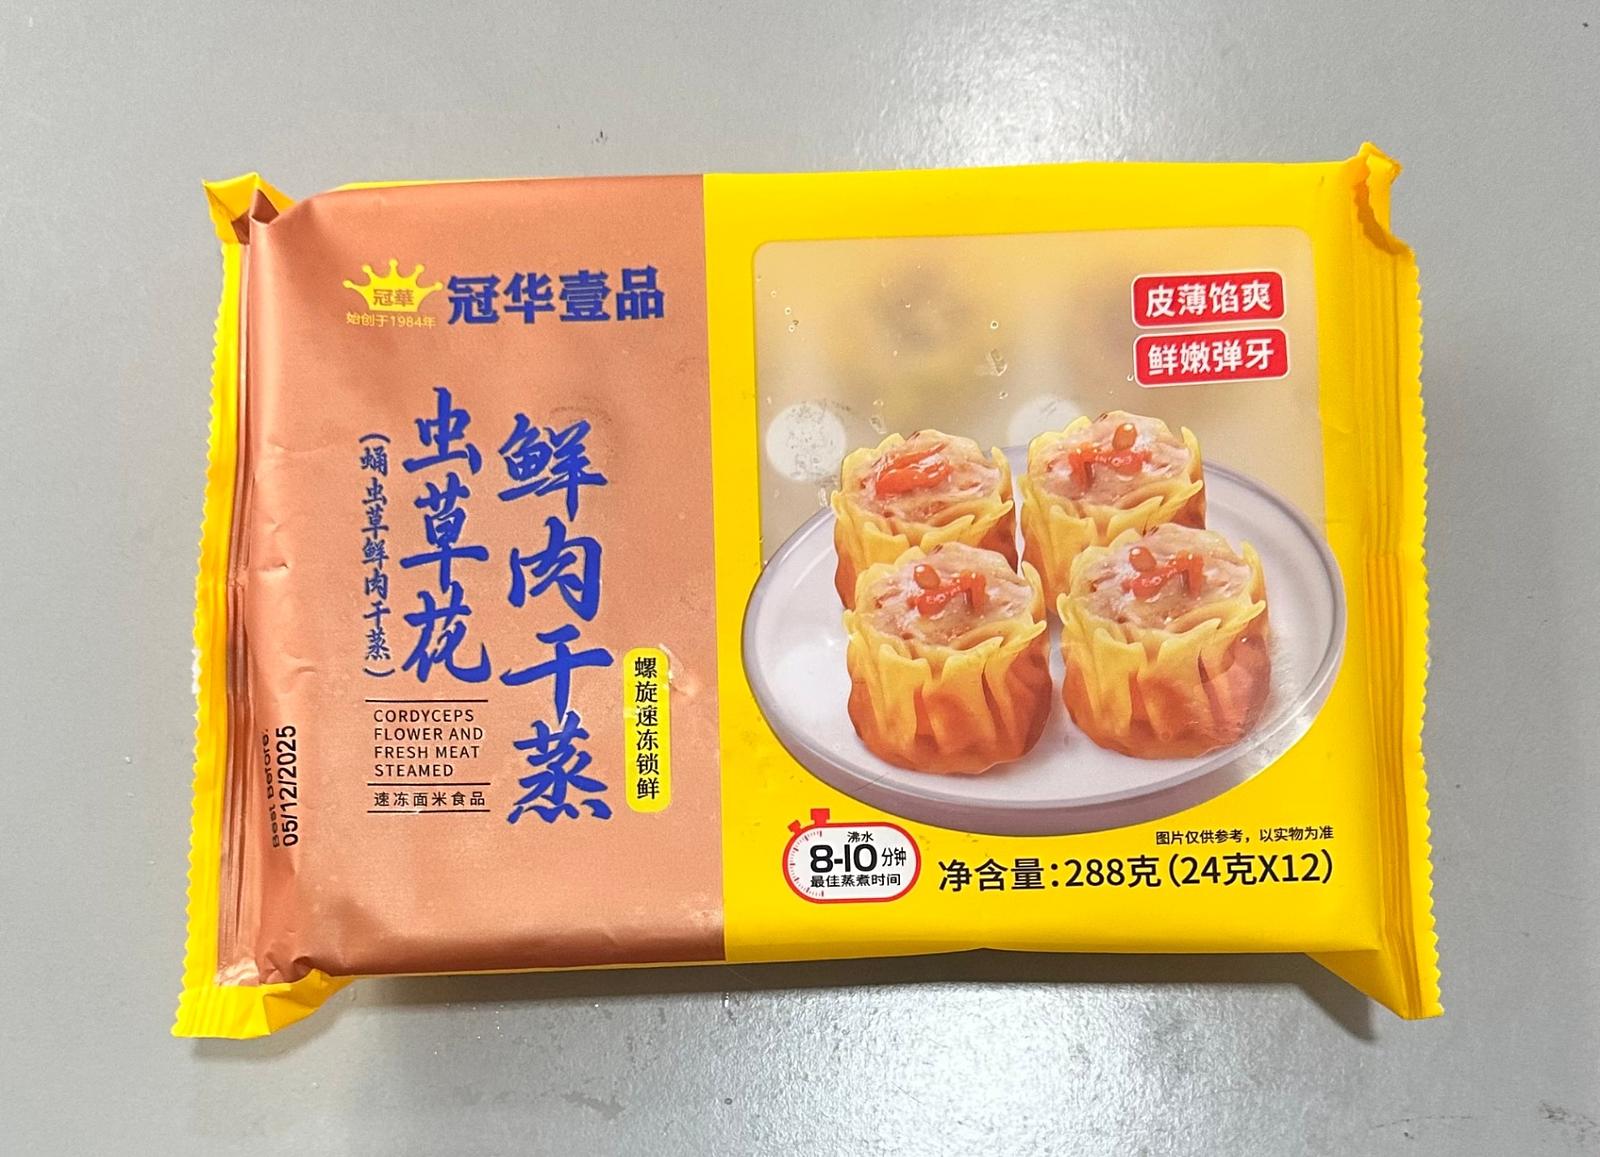 冠華
始创于1984年
冠华壹品
鲜肉干蒸
虫草花
(蛹虫草鲜肉干蒸)
CORDYCEPS
FLOWER AND
FRESH MEAT
STEAMED
速冻面米食品
螺旋速冻锁鲜
Best Before:
05/12/2025
皮薄馅爽
鲜嫩弹牙
沸水
8-10分钟
最佳蒸煮时间
图片仅供参考，以实物为准
净含量:288克(24克X12)